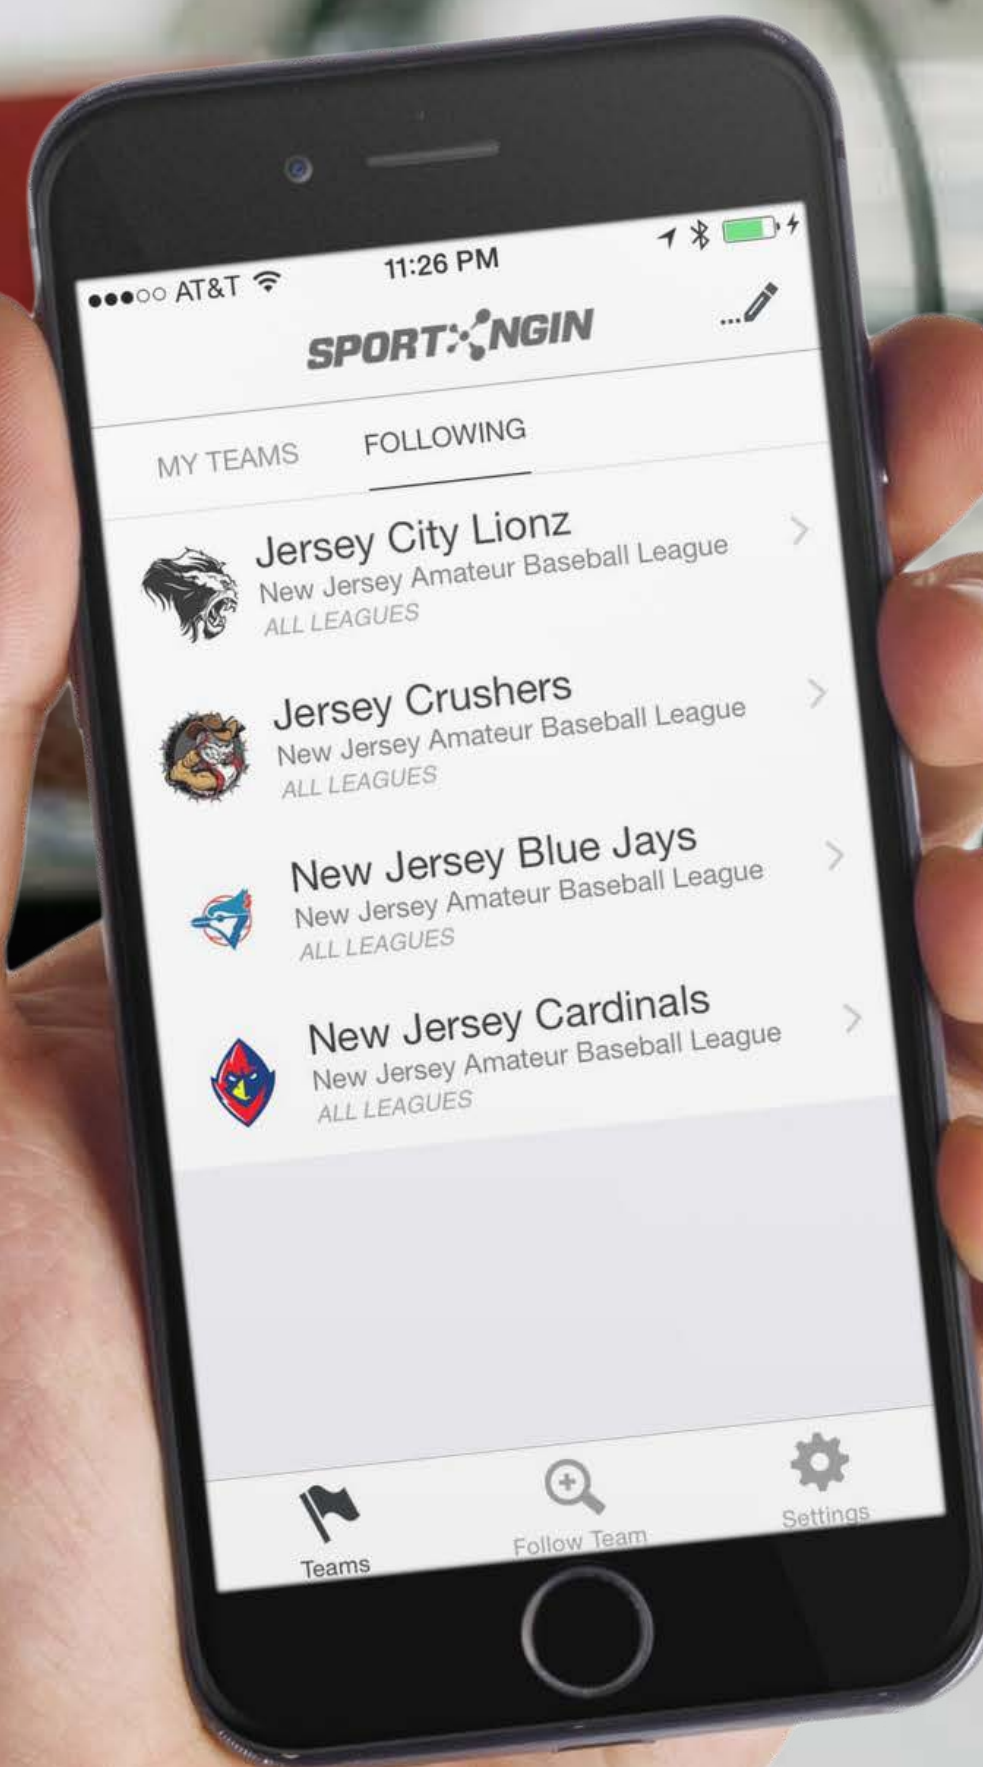 AT&T 11:26 PM
SPORT NGIN
MY TEAMS FOLLOWING
Jersey City Lionz
New Jersey Amateur Baseball League
ALL LEAGUES
Jersey Crushers
New Jersey Amateur Baseball League
ALL LEAGUES
New Jersey Blue Jays
New Jersey Amateur Baseball League
ALL LEAGUES
New Jersey Cardinals
New Jersey Amateur Baseball League
ALL LEAGUES
Teams Follow Team Settings